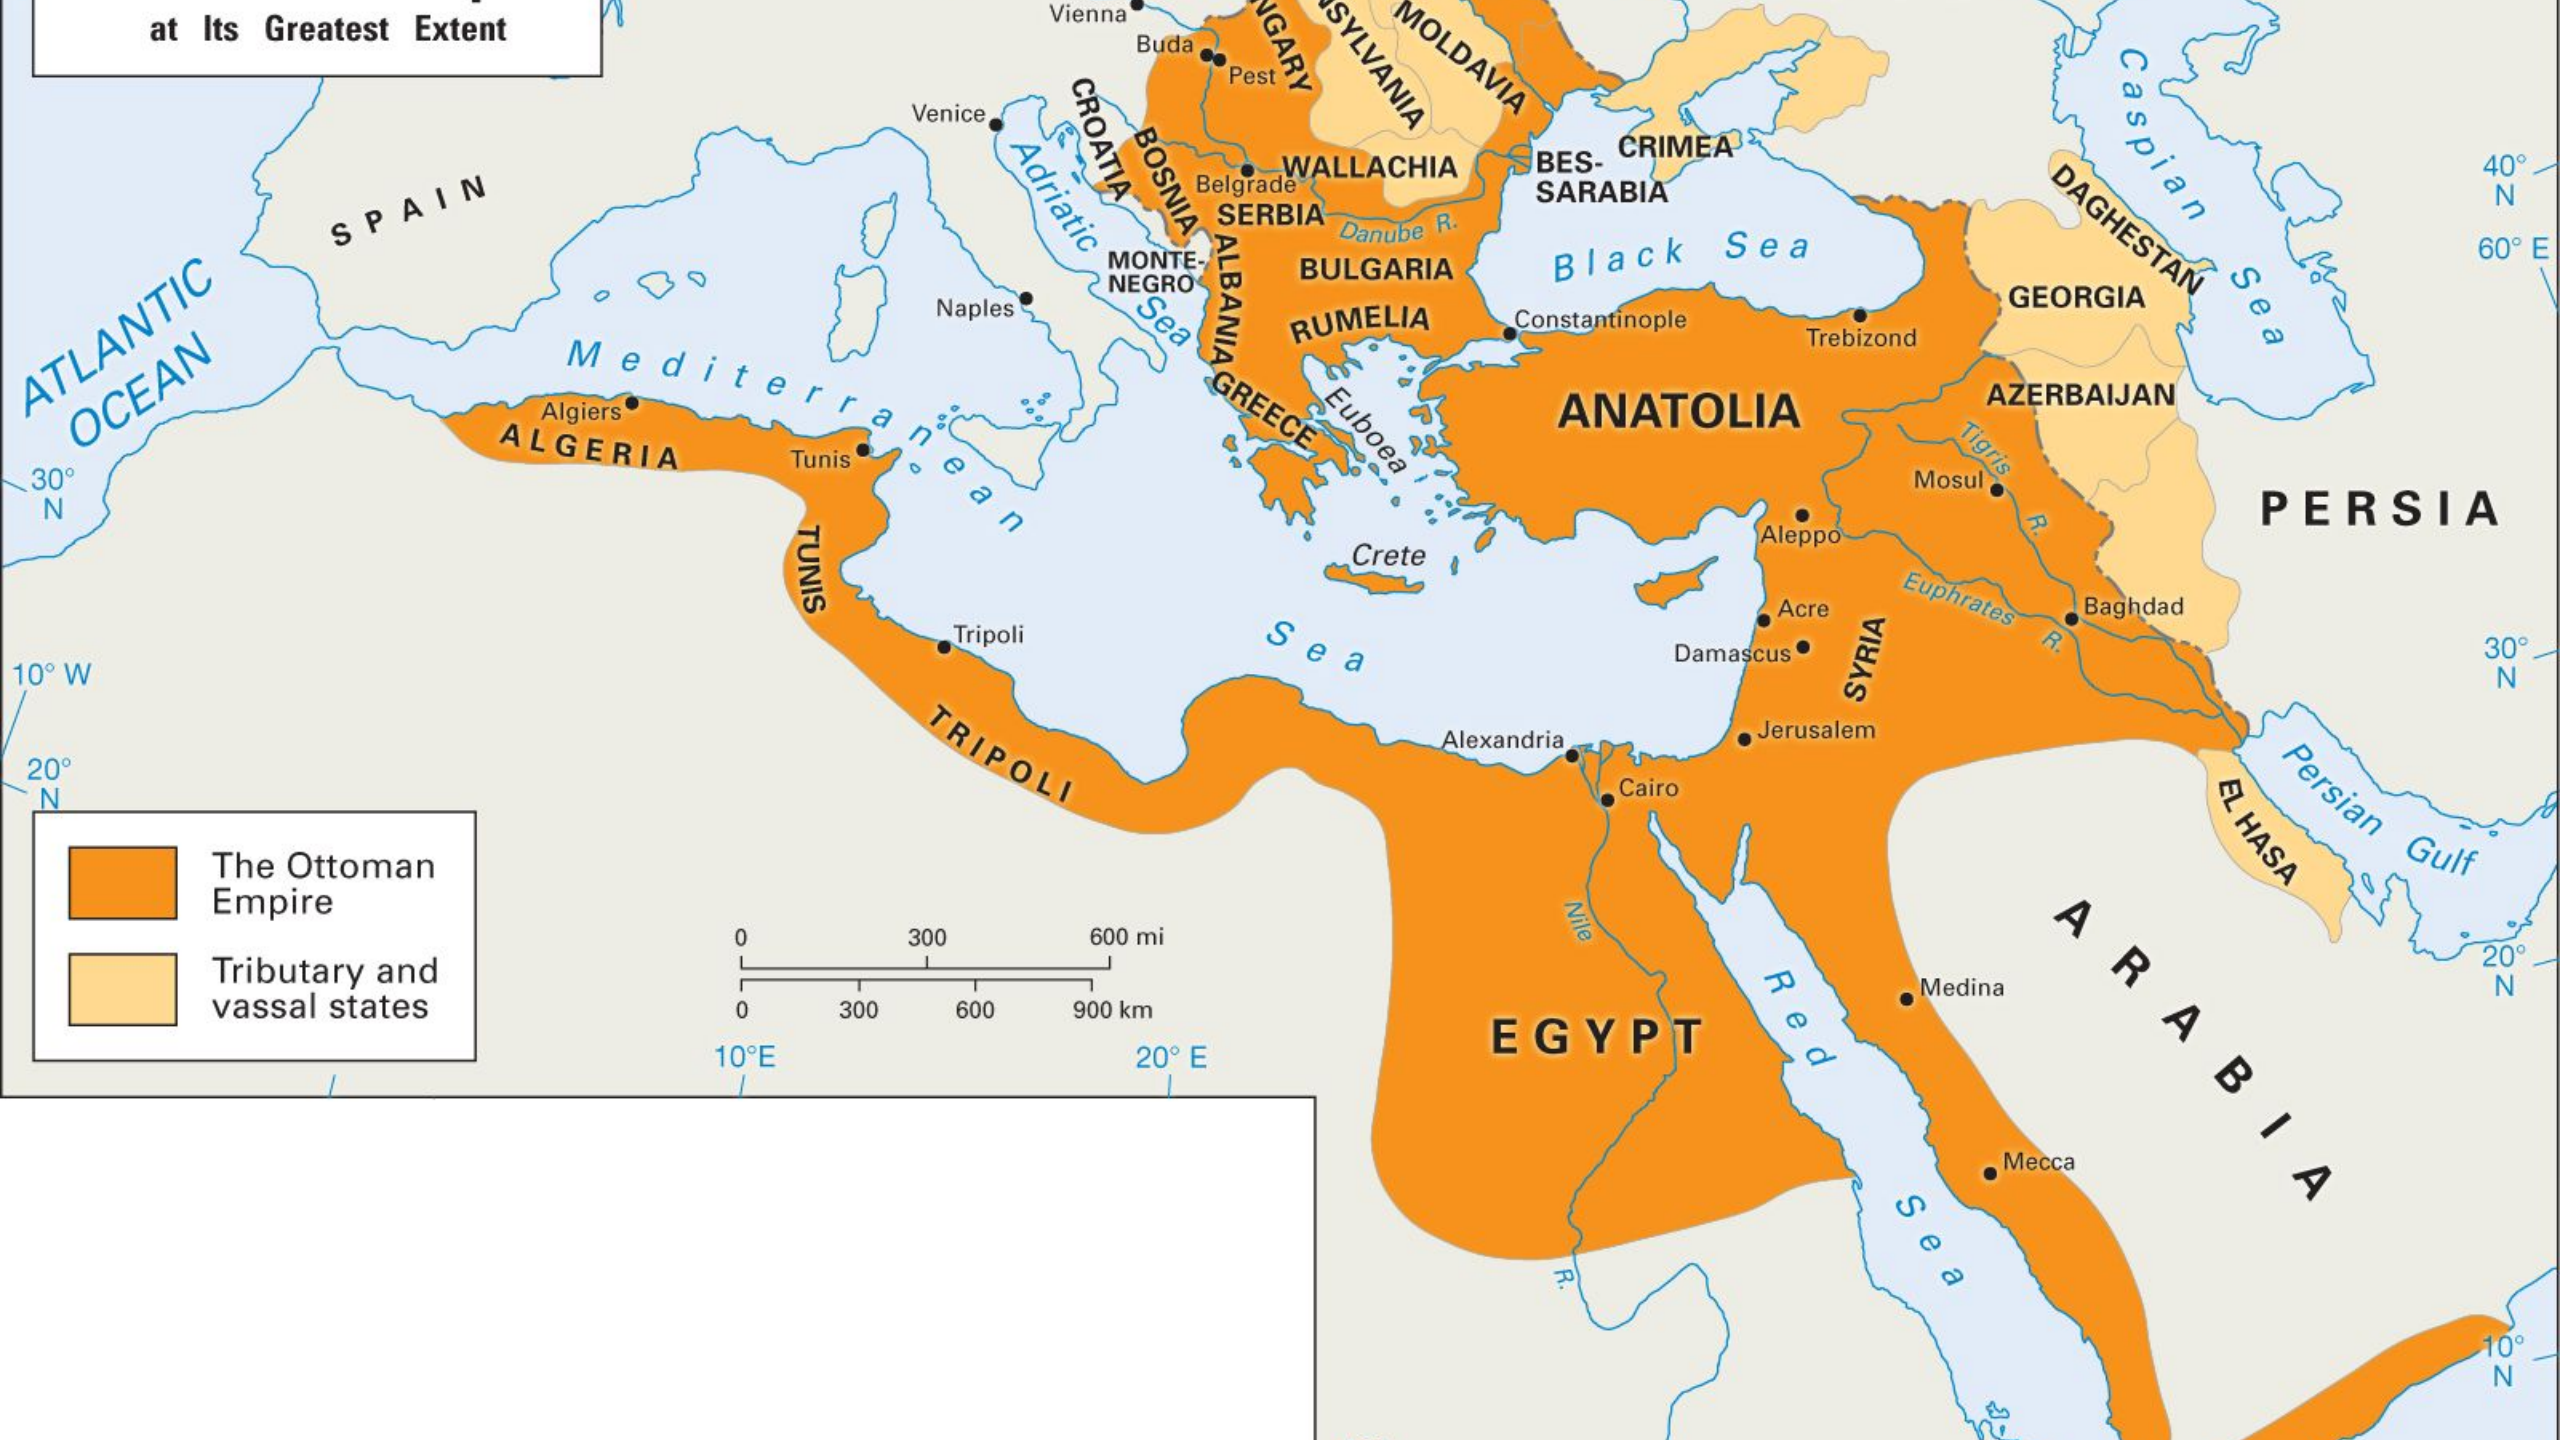 at Its Greatest Extent
Vienna
Buda
Pest
NGARY
NSYLVANIA
MOLDAVIA
Venice
CROATIA
BOSNIA
Adriatic
Sea
Belgrade
WALLACHIA
SERBIA
Danube R.
BES-
SARABIA
CRIMEA
Caspian Sea
DAGHESTAN
40°
N
60° E
SPAIN
ATLANTIC
OCEAN
MONTE-
NEGRO
ALBANIA
BULGARIA
RUMELIA
Black Sea
GEORGIA
Naples
Constantinople
Trebizond
Mediterranean
Sea
Algiers
ALGERIA
Tunis
TUNIS
GREECE
Euboea
ANATOLIA
AZERBAIJAN
Tigris
R.
Mosul
PERSIA
30°
N
Crete
Aleppo
Euphrates
R.
Baghdad
Acre
Damascus
SYRIA
Tripoli
TRIPOLI
30°
N
10° W
20°
N
Alexandria
Jerusalem
Cairo
Persian Gulf
EL HASA
The Ottoman
Empire
Tributary and
vassal states
0 300 600 mi
0 300 600 900 km
10°E
20° E
Nile
R.
EGYPT
Red
Sea
Medina
Mecca
ARABIA
20°
N
10°
N